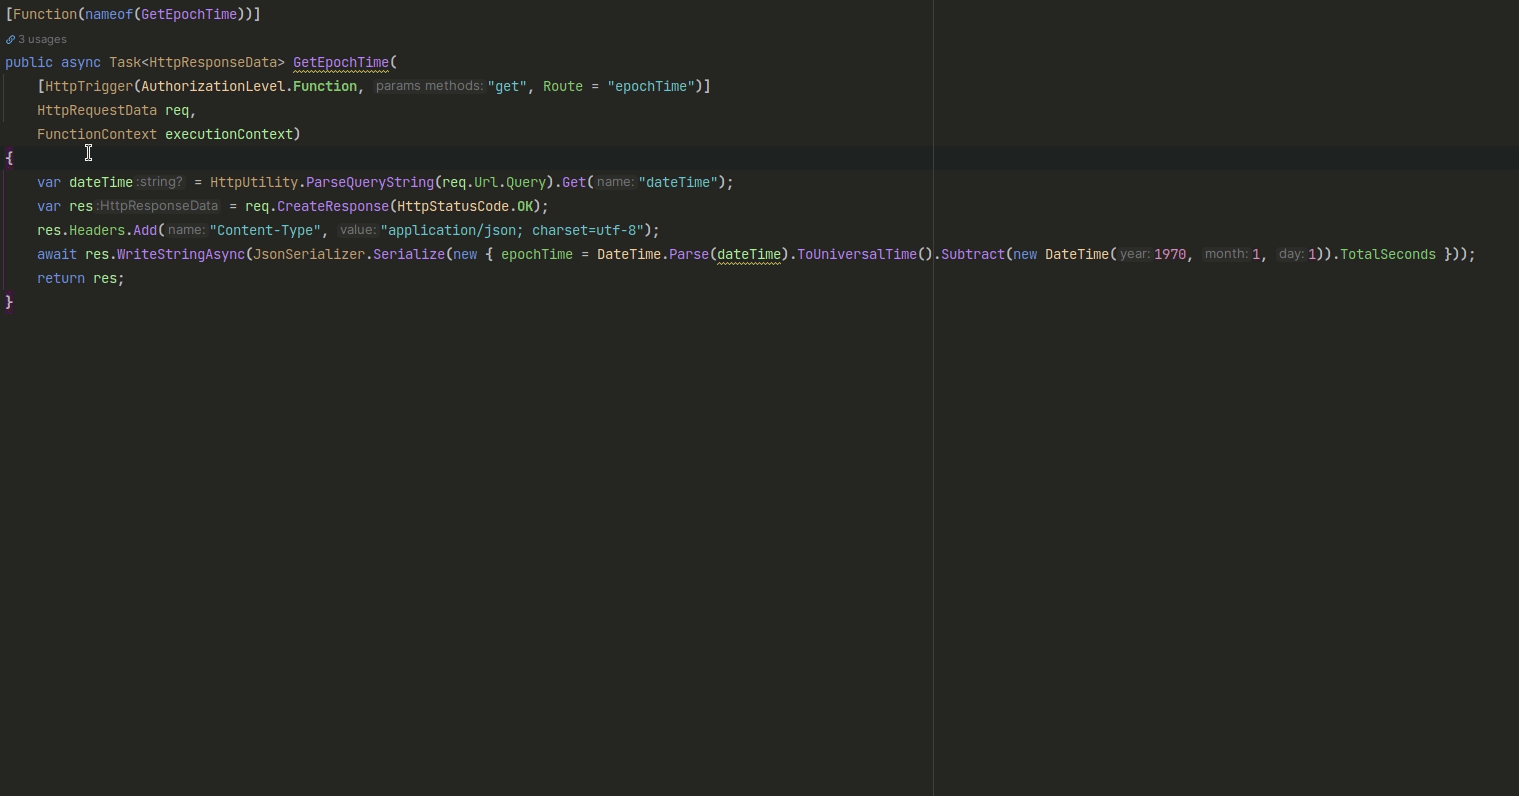 [Function(nameof(GetEpochTime))]
3 usages
public async Task<HttpResponseData> GetEpochTime(
[HttpTrigger(AuthorizationLevel.Function, params methods: "get", Route = "epochTime")]
HttpRequestData req,
FunctionContext executionContext)
{
var dateTime :string? = HttpUtility.ParseQueryString(req.Url.Query).Get( name: "dateTime");
var res :HttpResponseData = req.CreateResponse(HttpStatusCode.OK);
res.Headers.Add( name: "Content-Type", value: "application/json; charset=utf-8");
await res.WriteStringAsync(JsonSerializer.Serialize(new { epochTime = DateTime.Parse(dateTime).ToUniversalTime().Subtract(new DateTime( year: 1970, month: 1, day: 1)).TotalSeconds }));
return res;
}